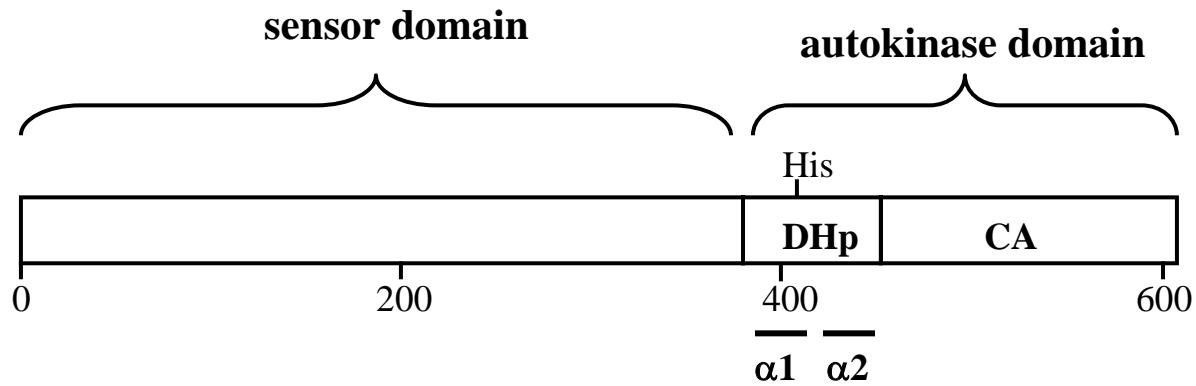 sensor domain
autokinase domain
His
DHp CA
0 200 400 600
α1 α2